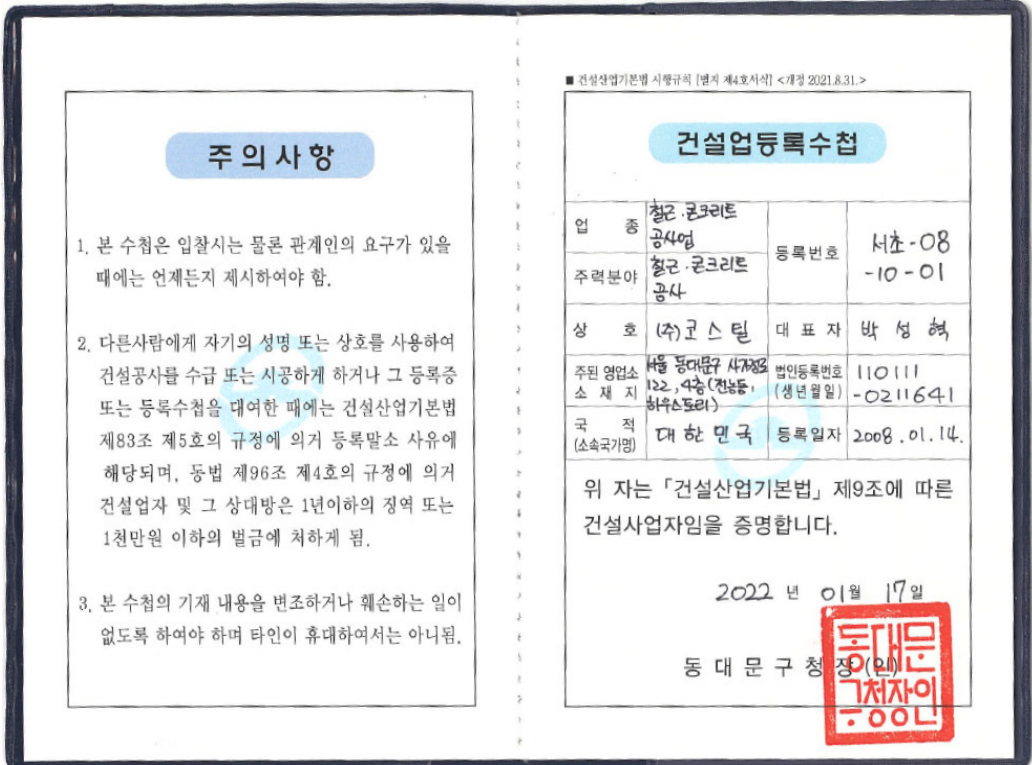 주의사항
1. 본 수첩은 입찰시는 물론 관계인의 요구가 있을
때에는 언제든지 제시하여야 함.
2. 다른사람에게 자기의 성명 또는 상호를 사용하여
건설공사를 수급 또는 시공하게 하거나 그 등록증
또는 등록수첩을 대여한 때에는 건설산업기본법
제83조 제5호의 규정에 의거 등록말소 사유에
해당되며, 동법 제96조 제4호의 규정에 의거
건설업자 및 그 상대방은 1년이하의 징역 또는
1천만원 이하의 벌금에 처하게 됨.
3. 본 수첩의 기재 내용을 변조하거나 훼손하는 일이
없도록 하여야 하며 타인이 휴대하여서는 아니됨.
■ 건설산업기본법 시행규칙 [별지 제4호서식] <개정 2021.8.31.>
건설업등록수첩
업 종
철근·콘크리트
공사업
등록번호
서초-08
-10-01
주력분야
철근·콘크리트
공사
상 호
(주)코스틸
대 표 자
박 성 혁
주된 영업소
소 재 지
서울 동대문구 사가정로
122, 4층(전농동,
하우스토리)
법인등록번호
(생년월일)
110111
-0211641
국 적
(소속국가명)
대한민국
등록일자
2008.01.14.
위 자는 「건설산업기본법」 제9조에 따른
건설사업자임을 증명합니다.
2022 년 01월 17일
동 대 문 구 청 장 (인)
동대문
구청장인